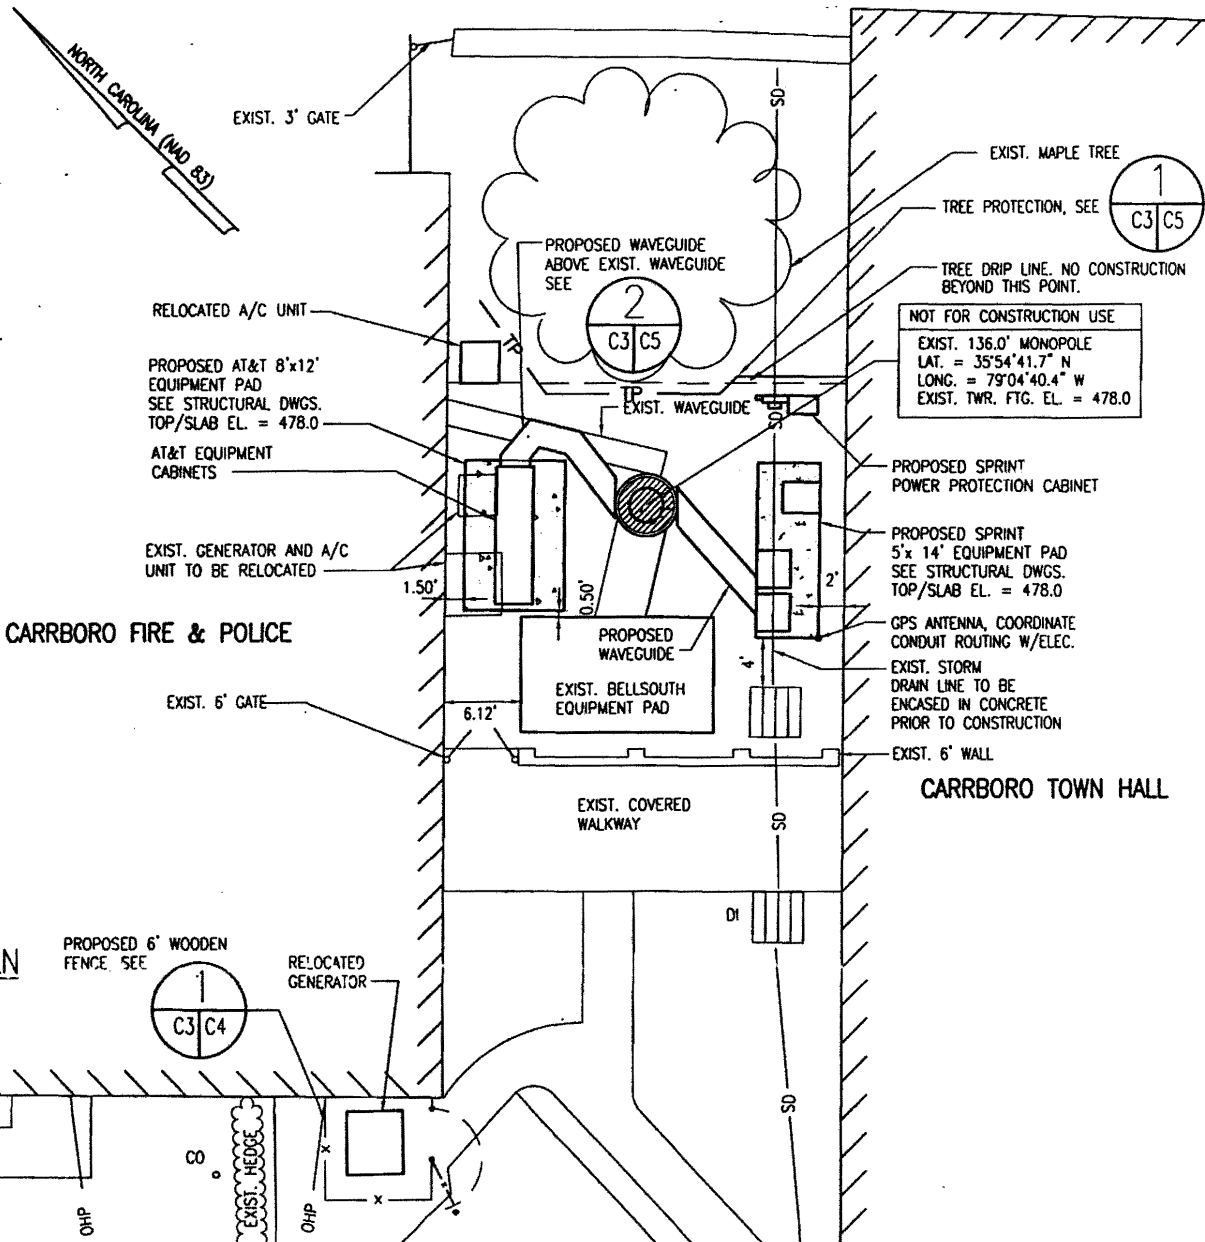 NORTH CAROLINA (NAD 83)
EXIST. 3' GATE
SD
EXIST. MAPLE TREE
1
C3 C5
TREE PROTECTION, SEE
PROPOSED WAVEGUIDE
ABOVE EXIST. WAVEGUIDE
SEE
2
C3 C5
TREE DRIP LINE. NO CONSTRUCTION
BEYOND THIS POINT.
NOT FOR CONSTRUCTION USE
EXIST. 136.0' MONOPOLE
LAT. = 35°54'41.7" N
LONG. = 79°04'40.4" W
EXIST. TWR. FTG. EL. = 478.0
RELOCATED A/C UNIT
TP
TP
PROPOSED AT&T 8'x12'
EQUIPMENT PAD
SEE STRUCTURAL DWGS.
TOP/SLAB EL. = 478.0
EXIST. WAVEGUIDE
SD
AT&T EQUIPMENT
CABINETS
PROPOSED SPRINT
POWER PROTECTION CABINET
EXIST. GENERATOR AND A/C
UNIT TO BE RELOCATED
PROPOSED SPRINT
5'x 14' EQUIPMENT PAD
SEE STRUCTURAL DWGS.
TOP/SLAB EL. = 478.0
1.50'
0.50'
2'
CARRBORO FIRE & POLICE
GPS ANTENNA, COORDINATE
CONDUIT ROUTING W/ELEC.
PROPOSED
WAVEGUIDE
4'
EXIST. STORM
DRAIN LINE TO BE
ENCASED IN CONCRETE
PRIOR TO CONSTRUCTION
EXIST. BELLSOUTH
EQUIPMENT PAD
EXIST. 6' GATE
6.12'
EXIST. 6' WALL
CARRBORO TOWN HALL
EXIST. COVERED
WALKWAY
SD
DI
PROPOSED 6' WOODEN
FENCE, SEE
1
C3 C4
RELOCATED
GENERATOR
SD
CO
EXIST. HEDGE
x
x
OHP
OHP